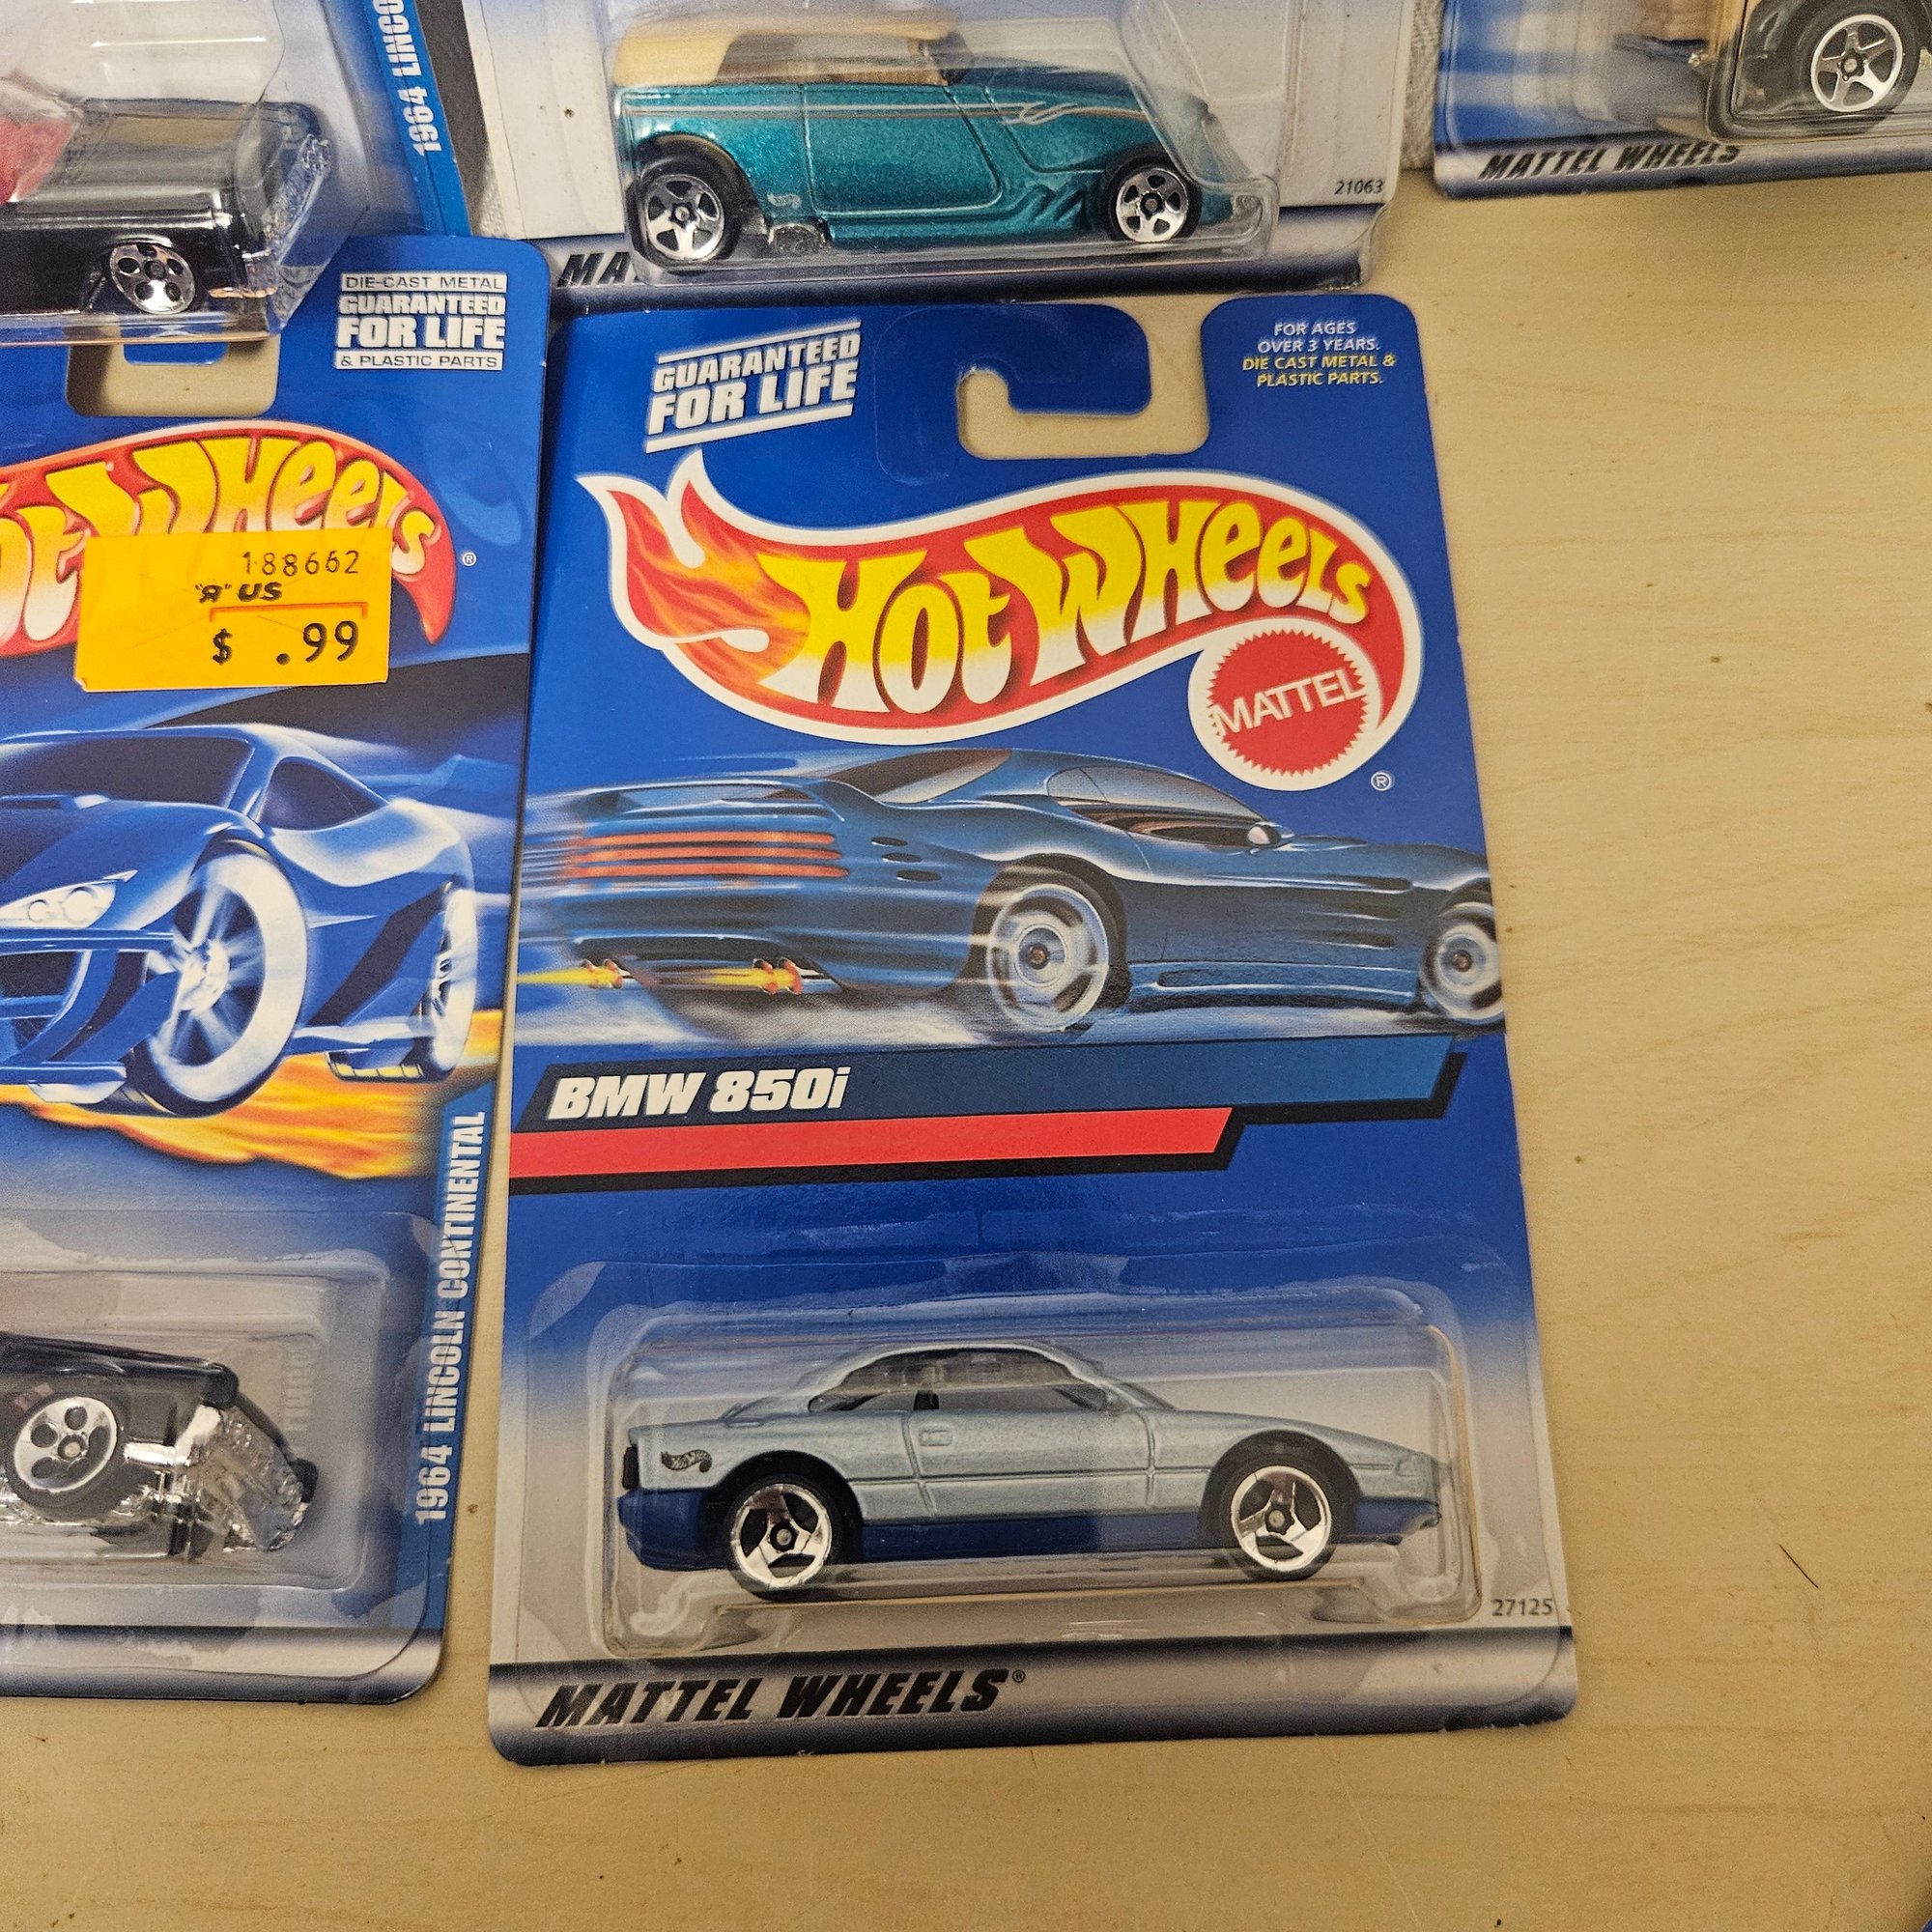 1964 LINCO
21063
MA
MATTEL WHEELS
DIE-CAST METAL
GUARANTEED
FOR LIFE
& PLASTIC PARTS
ot Wheels
®
188662
"R" US
$ .99
1964 LINCOLN CONTINENTAL
GUARANTEED
FOR LIFE
FOR AGES
OVER 3 YEARS.
DIE CAST METAL &
PLASTIC PARTS.
Hot Wheels
MATTEL
®
BMW 850i
Hot Wheels
27125
MATTEL WHEELS®